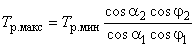 Tр.макс = Tр.мин cos α₂ cos φ₂ / cos α₁ cos φ₁